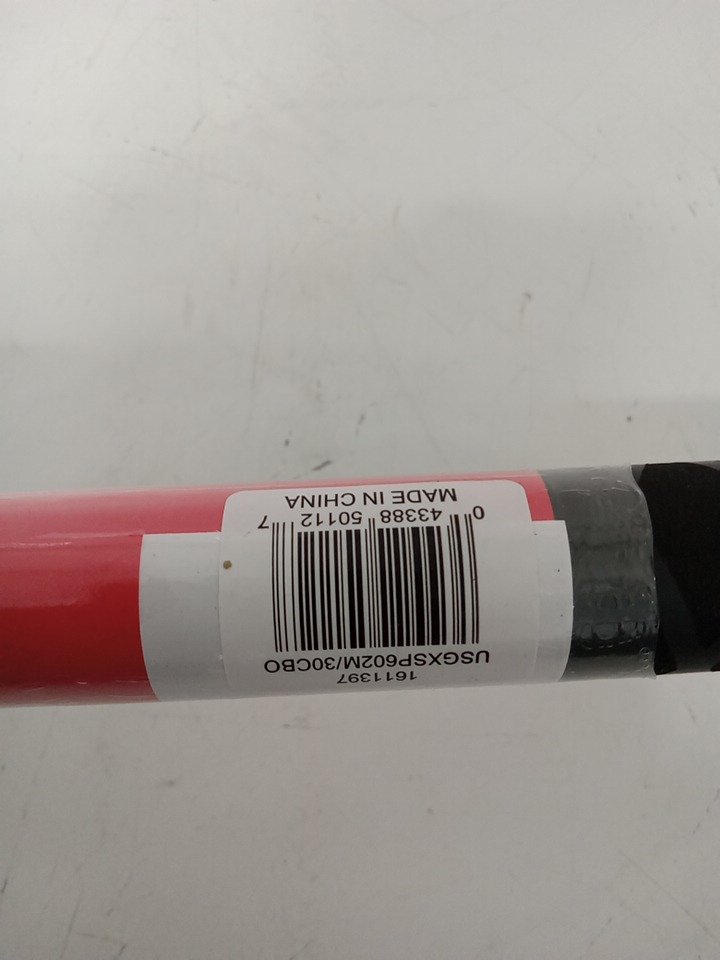 1611397
USGXSP602M/30CBO
0 43388 50112 7
MADE IN CHINA